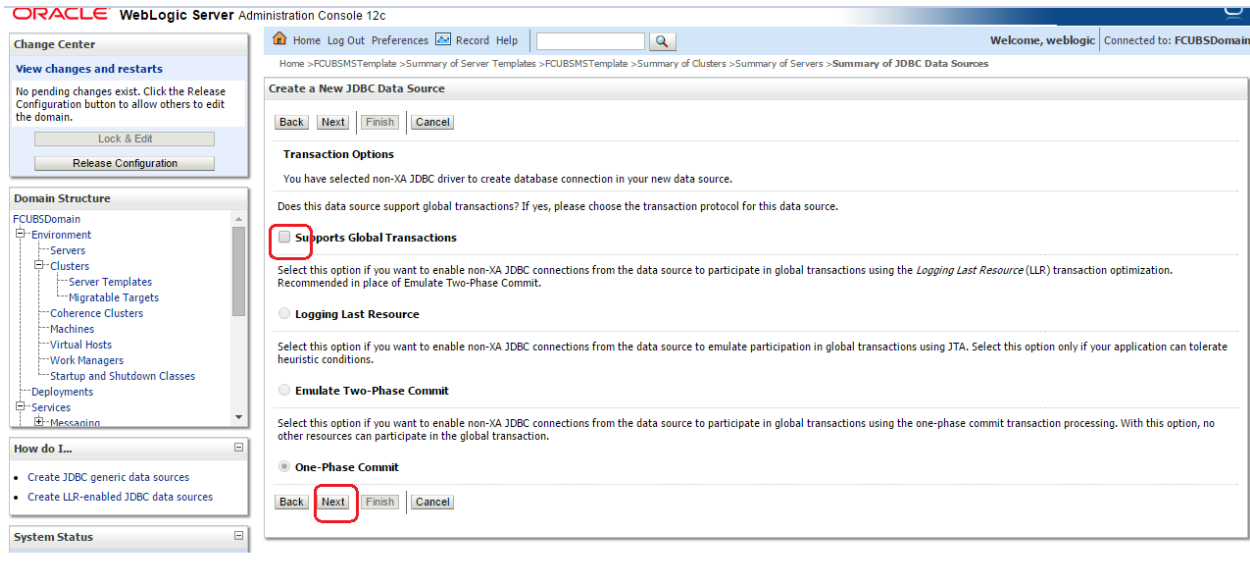 ORACLE WebLogic Server Administration Console 12c
Change Center
View changes and restarts
No pending changes exist. Click the Release
Configuration button to allow others to edit
the domain.
Lock & Edit
Release Configuration
Domain Structure
FCUBSDomain
Environment
Servers
Clusters
Server Templates
Migratable Targets
Coherence Clusters
Machines
Virtual Hosts
Work Managers
Startup and Shutdown Classes
Deployments
Services
Messaging
How do I...
Create JDBC generic data sources
Create LLR-enabled JDBC data sources
System Status
Home Log Out Preferences Record Help
Welcome, weblogic Connected to: FCUBSDomain
Home >FCUBSMSTemplate >Summary of Server Templates >FCUBSMSTemplate >Summary of Clusters >Summary of Servers >Summary of JDBC Data Sources
Create a New JDBC Data Source
Back Next Finish Cancel
Transaction Options
You have selected non-XA JDBC driver to create database connection in your new data source.
Does this data source support global transactions? If yes, please choose the transaction protocol for this data source.
Supports Global Transactions
Select this option if you want to enable non-XA JDBC connections from the data source to participate in global transactions using the Logging Last Resource (LLR) transaction optimization.
Recommended in place of Emulate Two-Phase Commit.
Logging Last Resource
Select this option if you want to enable non-XA JDBC connections from the data source to emulate participation in global transactions using JTA. Select this option only if your application can tolerate
heuristic conditions.
Emulate Two-Phase Commit
Select this option if you want to enable non-XA JDBC connections from the data source to participate in global transactions using the one-phase commit transaction processing. With this option, no
other resources can participate in the global transaction.
One-Phase Commit
Back Next Finish Cancel